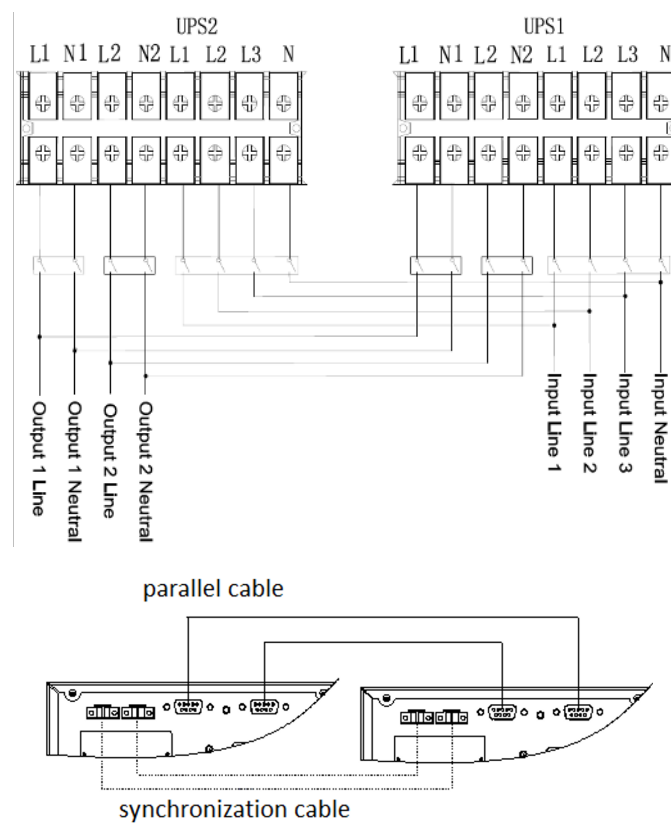 UPS2 UPS1
L1 N1 L2 N2 L1 L2 L3 N L1 N1 L2 N2 L1 L2 L3 N
Output 1 Line
Output 1 Neutral
Output 2 Line
Output 2 Neutral
Input Line 1
Input Line 2
Input Line 3
Input Neutral
parallel cable
synchronization cable